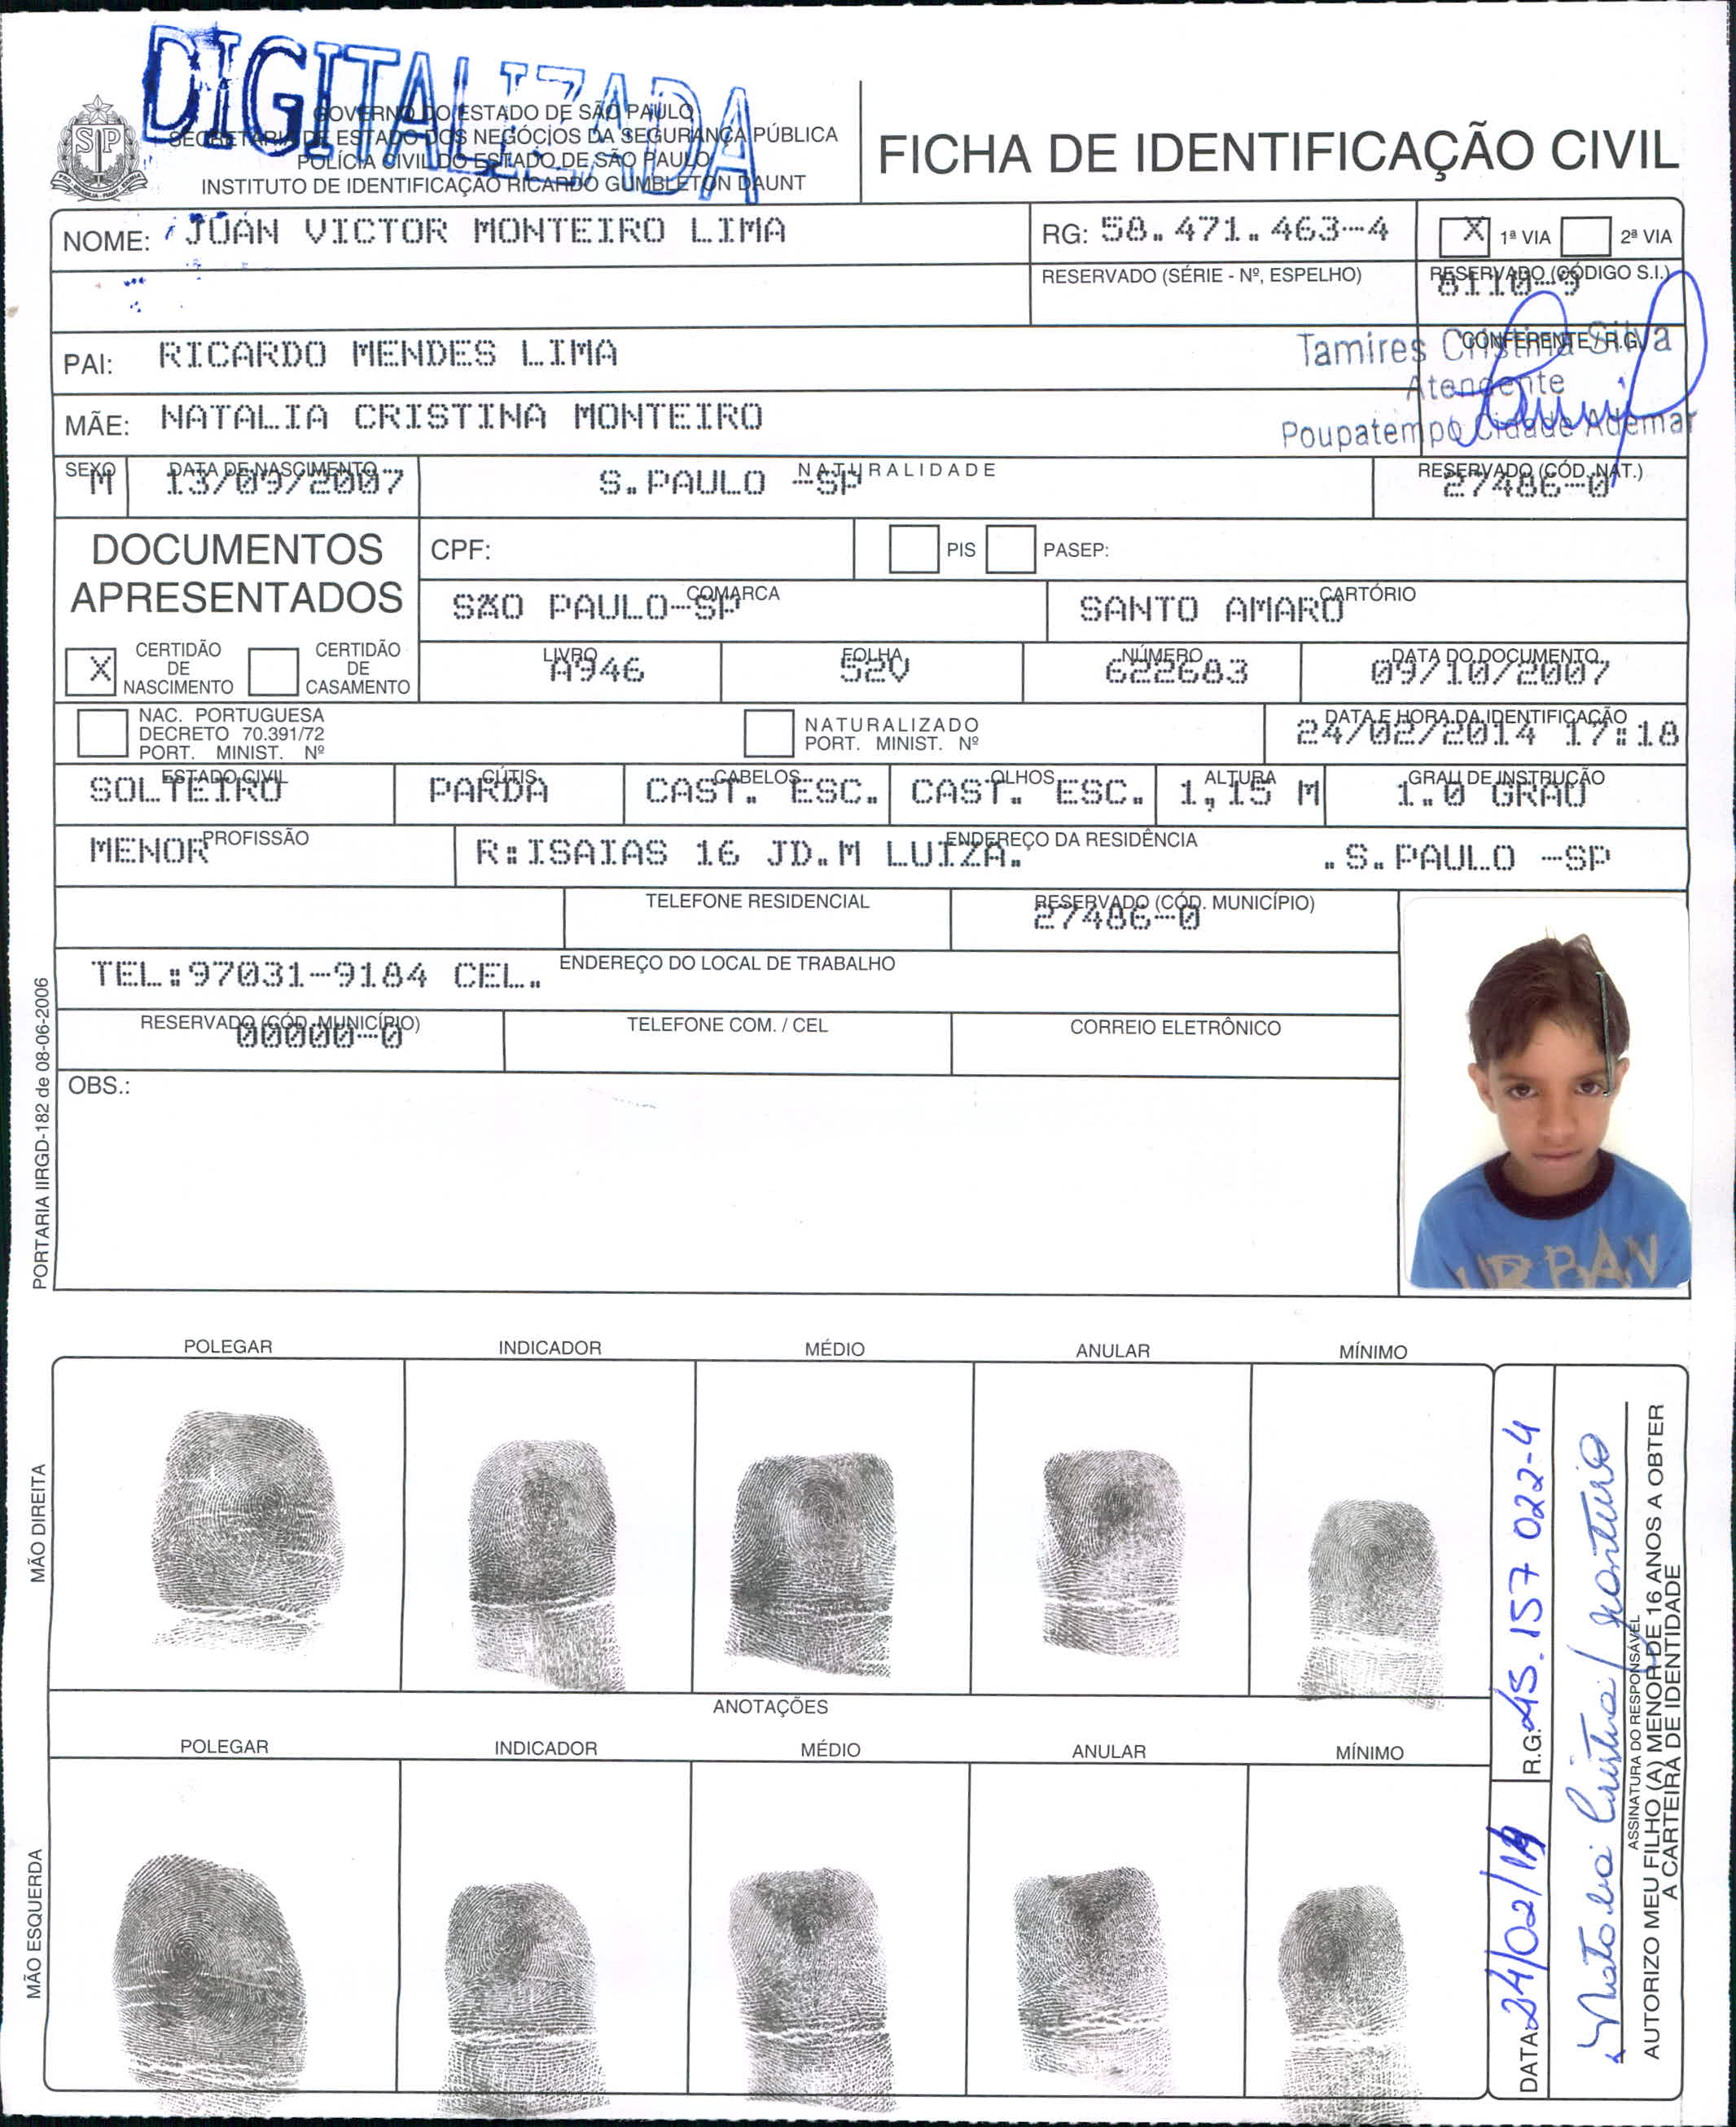 DIGITALIZADA
GOVERNO DO ESTADO DE SÃO PAULO
SECRETARIA DE ESTADO DOS NEGÓCIOS DA SEGURANÇA PÚBLICA
POLÍCIA CIVIL DO ESTADO DE SÃO PAULO
INSTITUTO DE IDENTIFICAÇÃO RICARDO GUMBLETON DAUNT
SP
FICHA DE IDENTIFICAÇÃO CIVIL
NOME: JUAN VICTOR MONTEIRO LIMA
RG: 58.471.463-4
X 1ª VIA 2ª VIA
RESERVADO (SÉRIE - Nº, ESPELHO)
RESERVADO (CÓDIGO S.I.)
8110-9
PAI: RICARDO MENDES LIMA
CONFERENTE/R.G.
Tamires Cristina Silva
Atendente
Poupatempo Cidade Ademar
MÃE: NATALIA CRISTINA MONTEIRO
SEXO M
DATA DE NASCIMENTO 13/09/2007
NATURALIDADE S.PAULO -SP
RESERVADO (CÓD. NAT.) 27486-0
DOCUMENTOS
APRESENTADOS
CPF:
PIS PASEP:
COMARCA SÃO PAULO-SP
CARTÓRIO SANTO AMARO
X CERTIDÃO DE NASCIMENTO
CERTIDÃO DE CASAMENTO
LIVRO A946
FOLHA 52V
NÚMERO 622683
DATA DO DOCUMENTO 09/10/2007
NAC. PORTUGUESA
DECRETO 70.391/72
PORT. MINIST. Nº
NATURALIZADO
PORT. MINIST. Nº
DATA E HORA DA IDENTIFICAÇÃO
24/02/2014 17:18
ESTADO CIVIL SOLTEIRO
CÚTIS PARDA
CABELOS CAST. ESC.
OLHOS CAST. ESC.
ALTURA 1,15 M
GRAU DE INSTRUÇÃO 1.0 GRAU
PROFISSÃO MENOR
ENDEREÇO DA RESIDÊNCIA
R:ISAIAS 16 JD.M LUIZA. .S.PAULO -SP
TELEFONE RESIDENCIAL
RESERVADO (CÓD. MUNICÍPIO) 27486-0
ENDEREÇO DO LOCAL DE TRABALHO
TEL:97031-9184 CEL.
RESERVADO (CÓD. MUNICÍPIO) 00000-0
TELEFONE COM. / CEL
CORREIO ELETRÔNICO
OBS.:
URBAN
PORTARIA IIRGD-182 de 08-06-2006
POLEGAR INDICADOR MÉDIO ANULAR MÍNIMO
MÃO DIREITA
ANOTAÇÕES
POLEGAR INDICADOR MÉDIO ANULAR MÍNIMO
MÃO ESQUERDA
DATA: 24/02/14
R.G. 45.157 022-4
Natalia Cristina Monteiro
ASSINATURA DO RESPONSÁVEL
AUTORIZO MEU FILHO (A) MENOR DE 16 ANOS A OBTER
A CARTEIRA DE IDENTIDADE